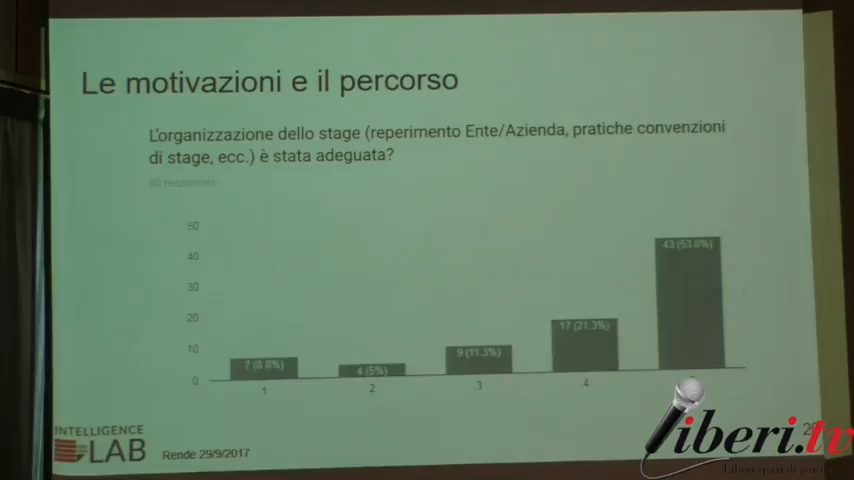 Le motivazioni e il percorso
L'organizzazione dello stage (reperimento Ente/Azienda, pratiche convenzioni
di stage, ecc.) è stata adeguata?
responses
50
40
30
20
10
0
7 (8.8%)
4 (5%)
9 (11.3%)
17 (21.3%)
43 (53.8%)
1
2
3
4
INTELLIGENCE
LAB
Rende 29/9/2017
liberi.tv